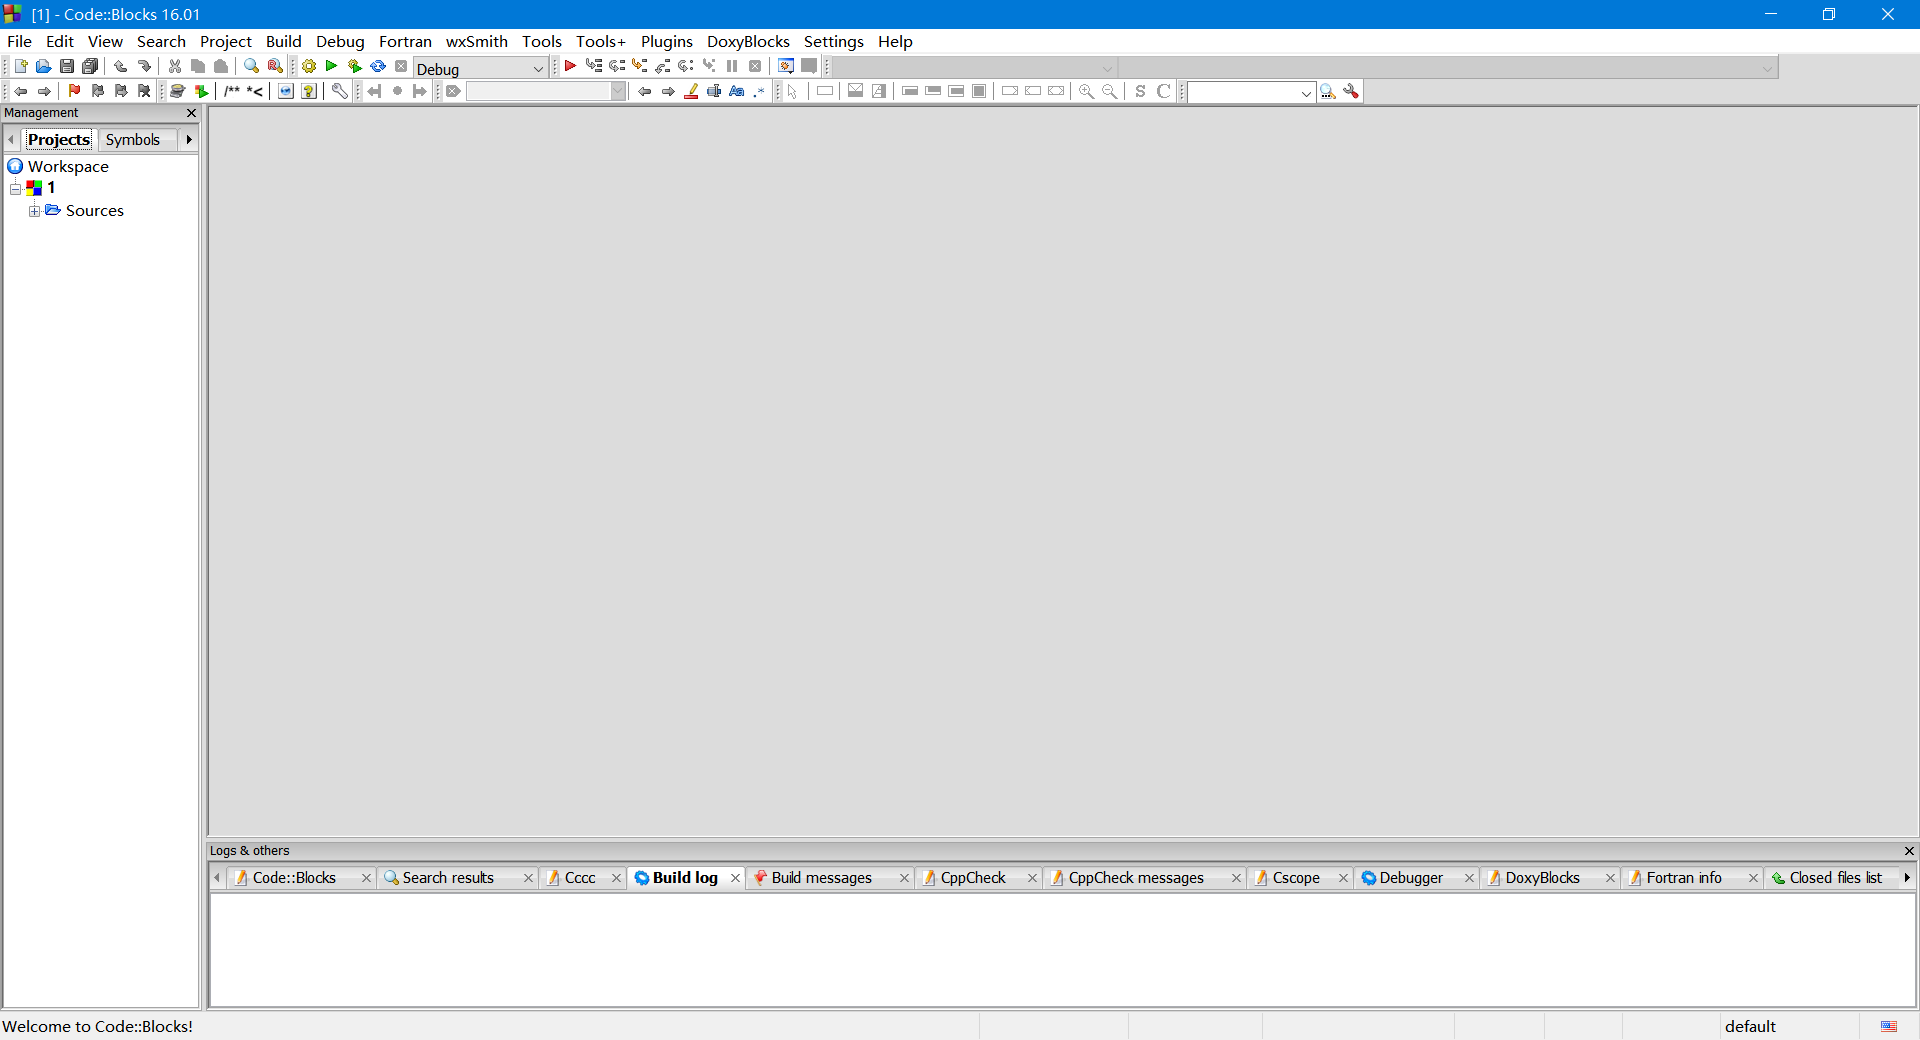 [1] - Code::Blocks 16.01
File Edit View Search Project Build Debug Fortran wxSmith Tools Tools+ Plugins DoxyBlocks Settings Help
Debug
/** *<
Aa .*
S C
Management
Projects Symbols
Workspace
1
Sources
Logs & others
Code::Blocks Search results Cccc Build log Build messages CppCheck CppCheck messages Cscope Debugger DoxyBlocks Fortran info Closed files list
Welcome to Code::Blocks!
default